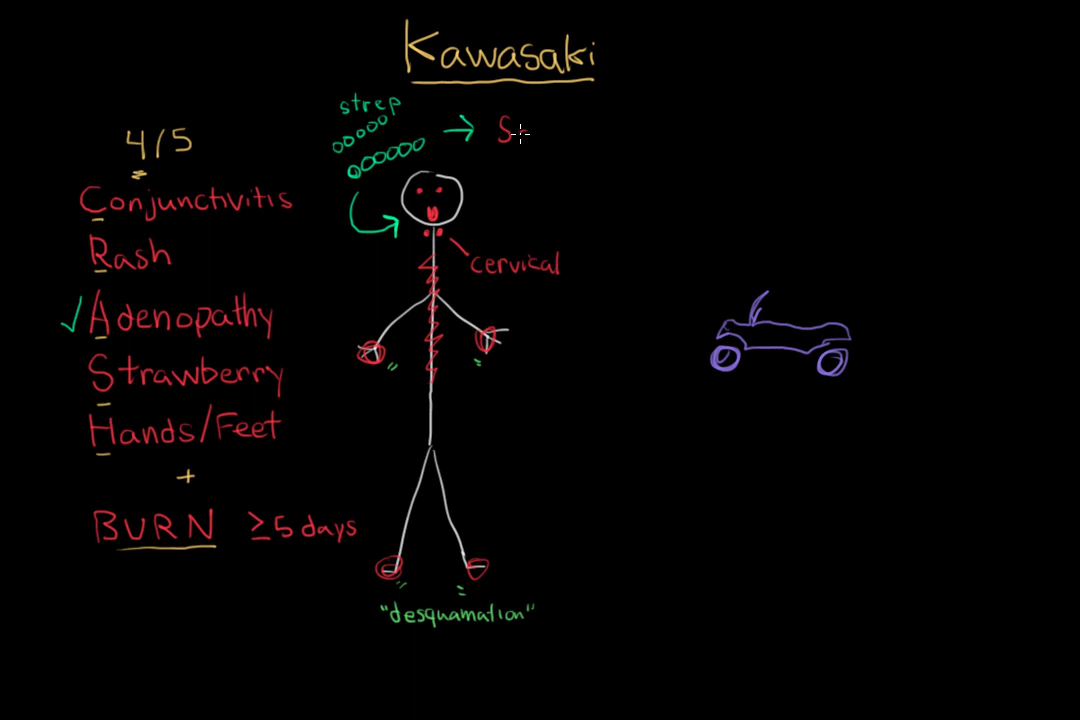 Kawasaki
strep
→ S
4/5
Conjunctivitis
Rash
cervical
✓ Adenopathy
Strawberry
Hands/Feet
+
BURN ≥5 days
"desquamation"